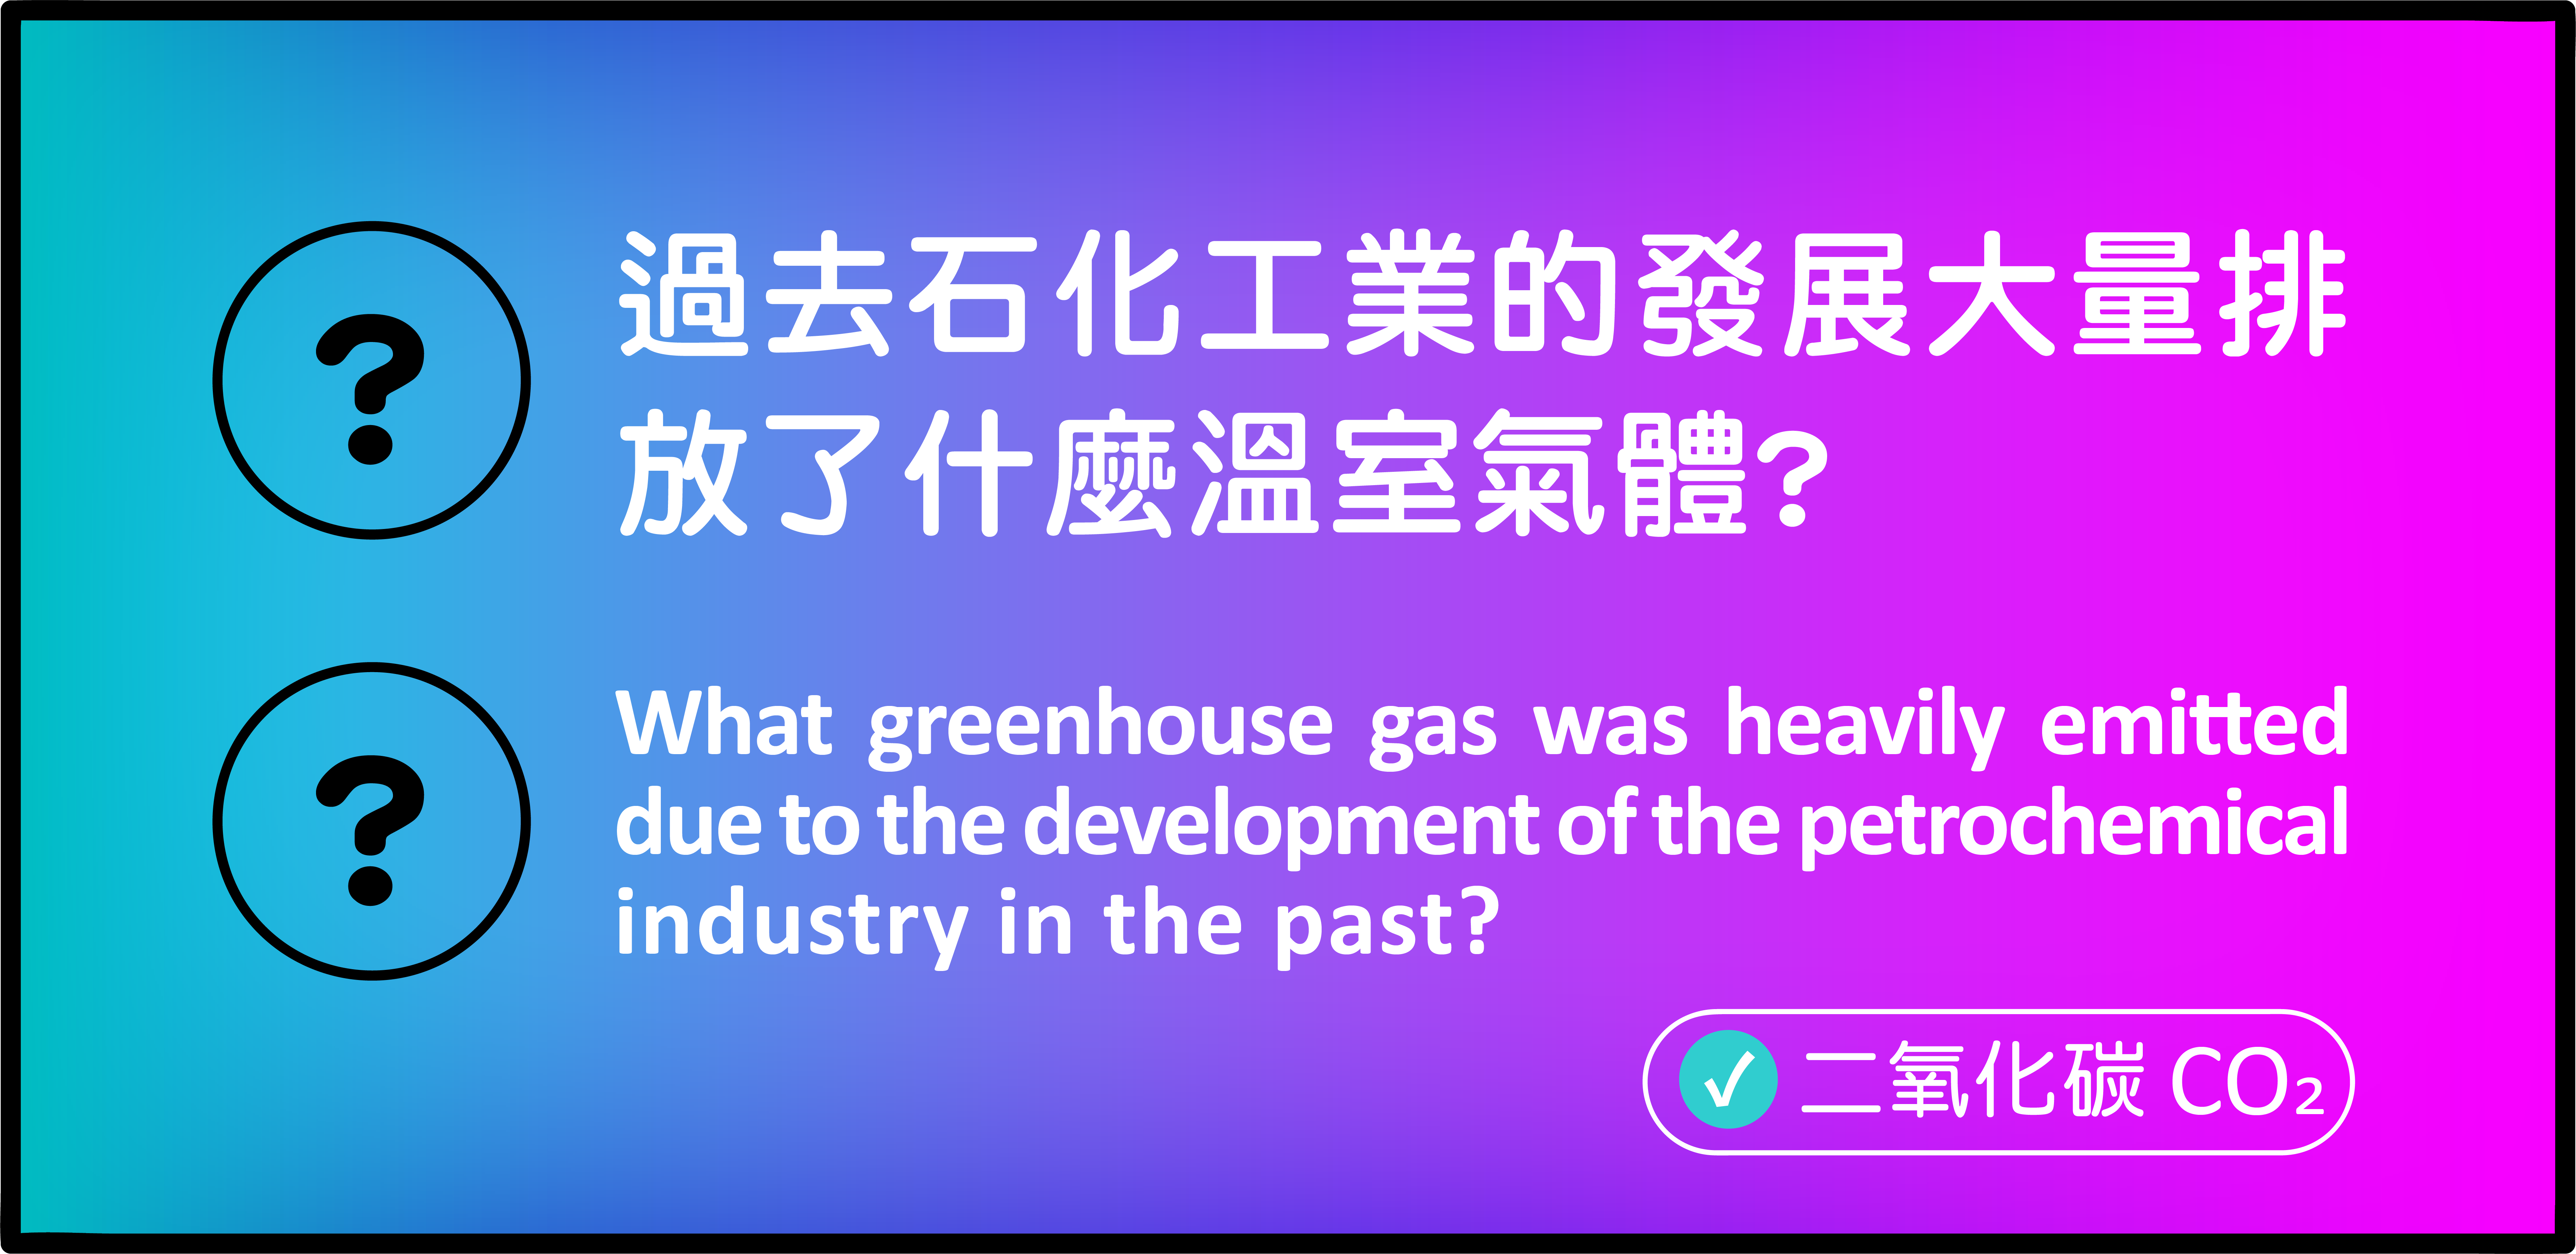 過去石化工業的發展大量排
放了什麼溫室氣體?
What greenhouse gas was heavily emitted
due to the development of the petrochemical
industry in the past?
二氧化碳 CO₂